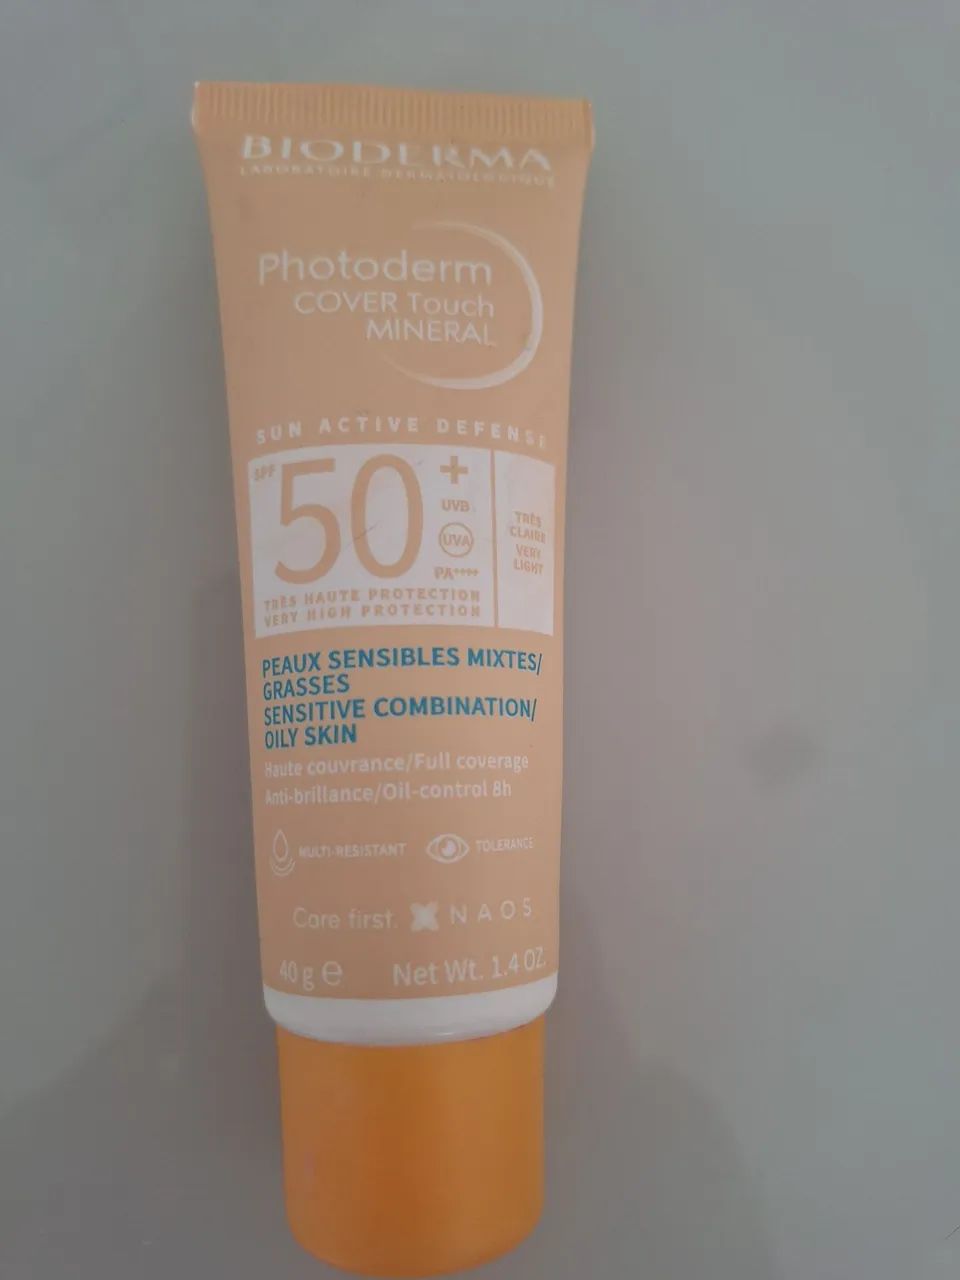 BIODERMA
LABORATOIRE DERMATOLOGIQUE
Photoderm
COVER Touch
MINERAL
SUN ACTIVE DEFENSE
SPF
50+
UVB
UVA
PA++++
TRÈS HAUTE PROTECTION
VERY HIGH PROTECTION
TRÈS
CLAIRE
VERY
LIGHT
PEAUX SENSIBLES MIXTES/
GRASSES
SENSITIVE COMBINATION/
OILY SKIN
Haute couvrance/Full coverage
Anti-brillance/Oil-control 8h
MULTI-RESISTANT TOLERANCE
Care first. NAOS
40 g e Net Wt. 1.4 OZ.